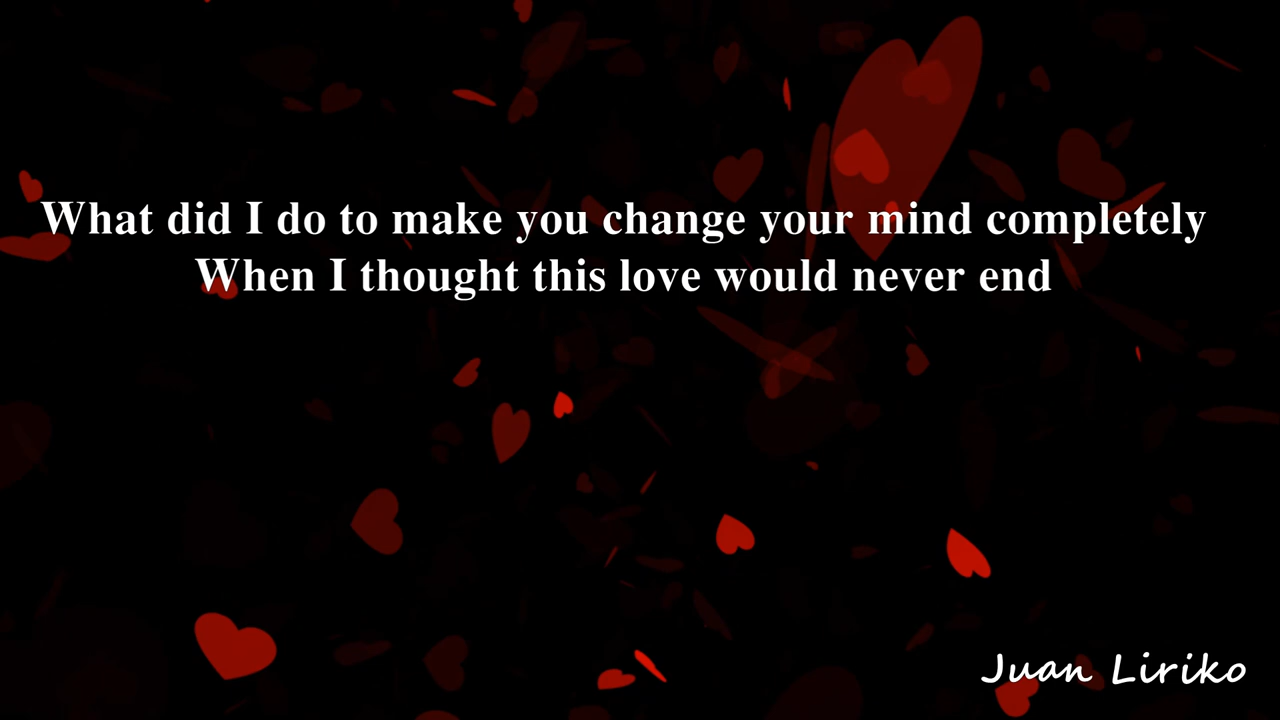 What did I do to make you change your mind completely
When I thought this love would never end
Juan Liriko